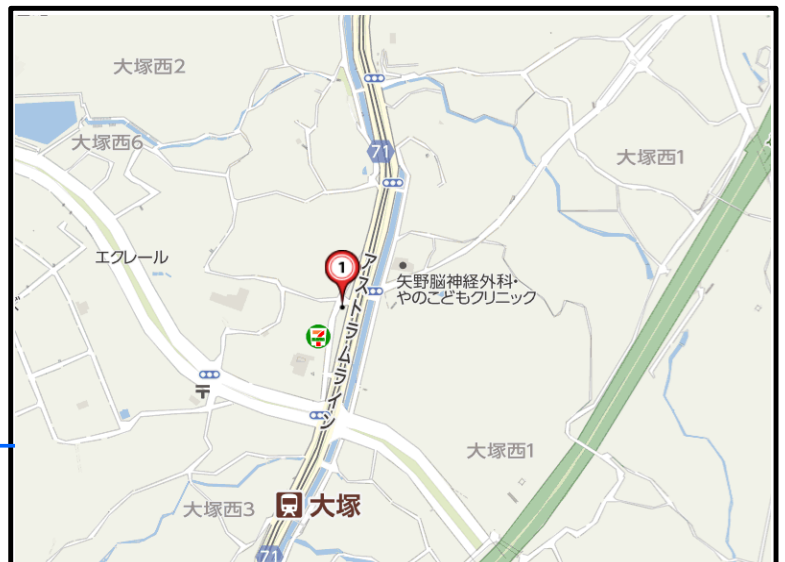 大塚西2
大塚西6
71
大塚西1
エクレール
1
アストラムライン
矢野脳神経外科・
やのこどもクリニック
7
〒
大塚西1
大塚西3
大塚
71